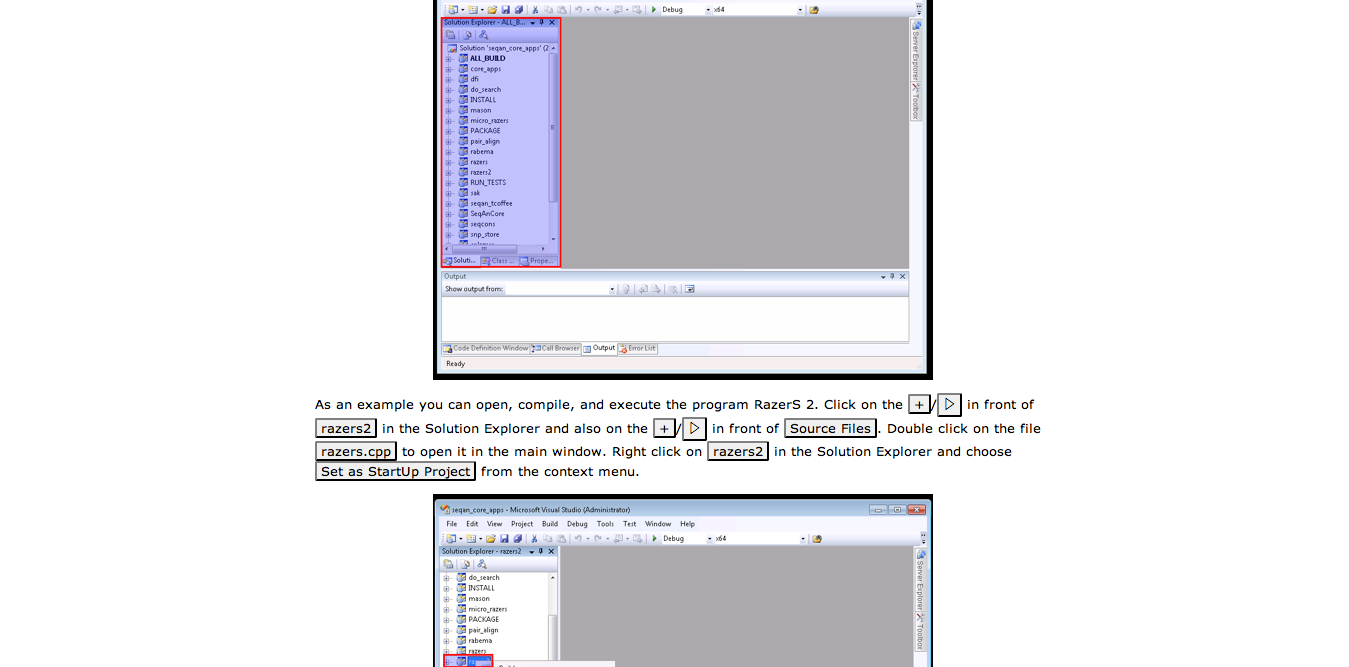 Debug x64
Solution Explorer - ALL_B...
Solution 'seqan_core_apps' (2
ALL_BUILD
core_apps
dfi
do_search
INSTALL
mason
micro_razers
PACKAGE
pair_align
rabema
razers
razers2
RUN_TESTS
sak
seqan_tcoffee
SeqAnCore
seqcons
snp_store
Soluti... Class ... Prope...
Server Explorer
Toolbox
Output
Show output from:
Code Definition Window Call Browser Output Error List
Ready
As an example you can open, compile, and execute the program RazerS 2. Click on the +/▷ in front of
razers2 in the Solution Explorer and also on the +/▷ in front of Source Files. Double click on the file
razers.cpp to open it in the main window. Right click on razers2 in the Solution Explorer and choose
Set as StartUp Project from the context menu.
seqan_core_apps - Microsoft Visual Studio (Administrator)
File Edit View Project Build Debug Tools Test Window Help
Debug x64
Solution Explorer - razers2
do_search
INSTALL
mason
micro_razers
PACKAGE
pair_align
rabema
razers
Server Explorer
Toolbox